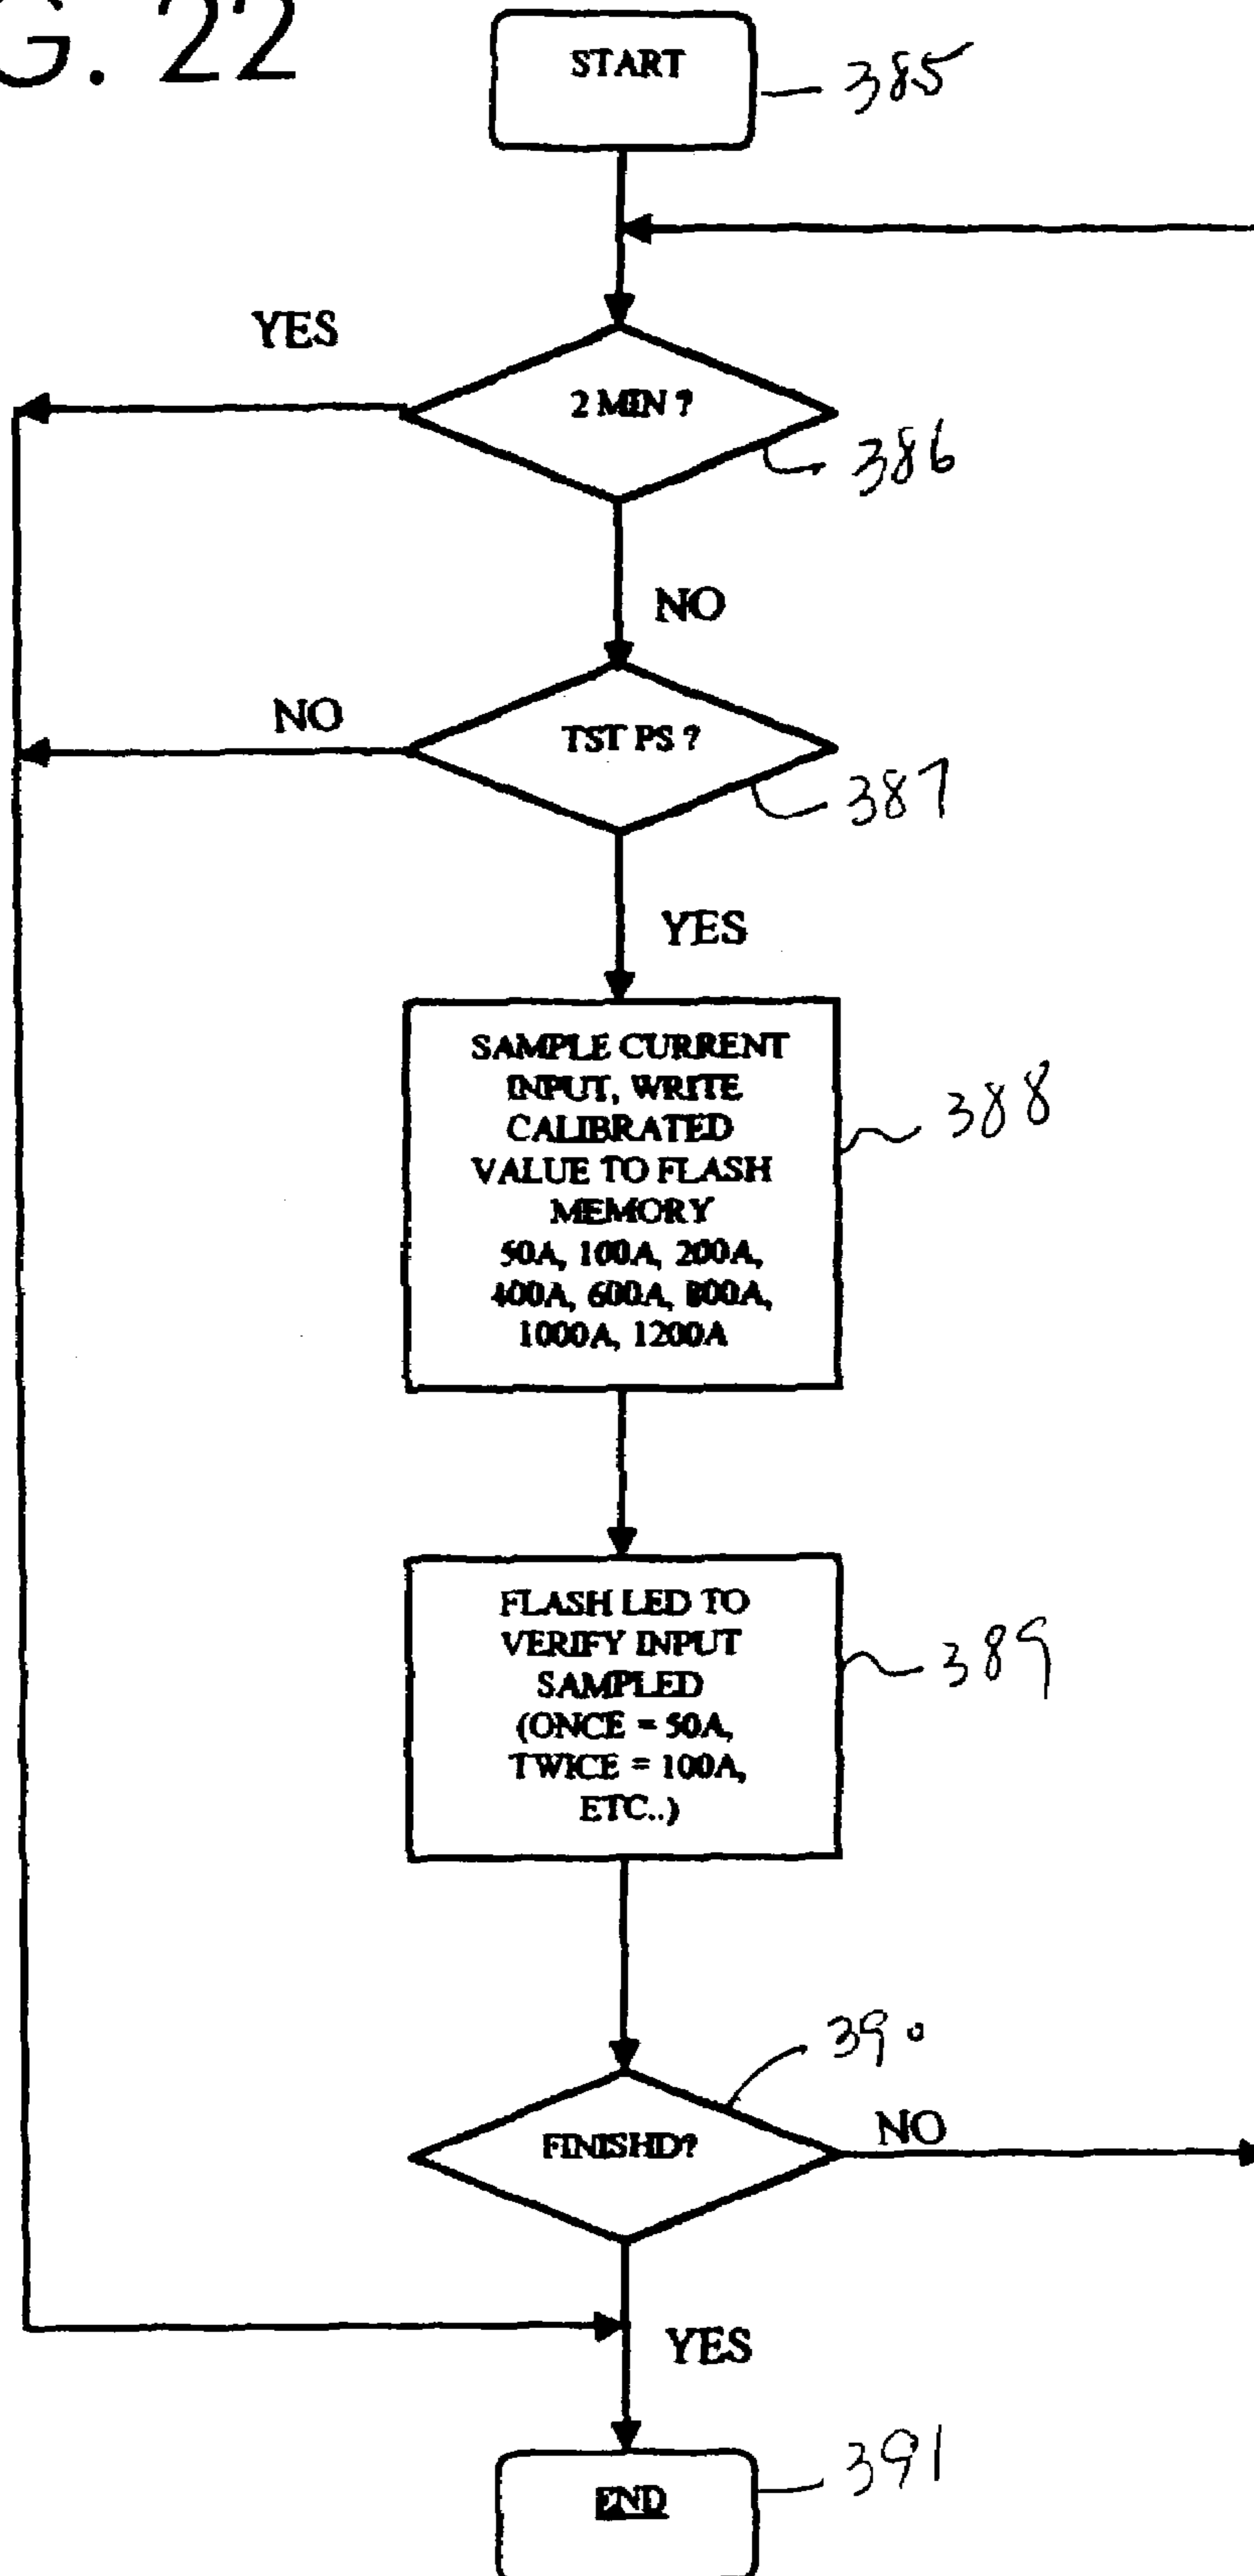 G. 22
START
385
YES
2 MIN ?
386
NO
NO
TST PS ?
387
YES
SAMPLE CURRENT
INPUT, WRITE
CALIBRATED
VALUE TO FLASH
MEMORY
50A, 100A, 200A,
400A, 600A, 800A,
1000A, 1200A
388
FLASH LED TO
VERIFY INPUT
SAMPLED
(ONCE = 50A,
TWICE = 100A,
ETC..)
389
390
FINISHD?
NO
YES
END
391